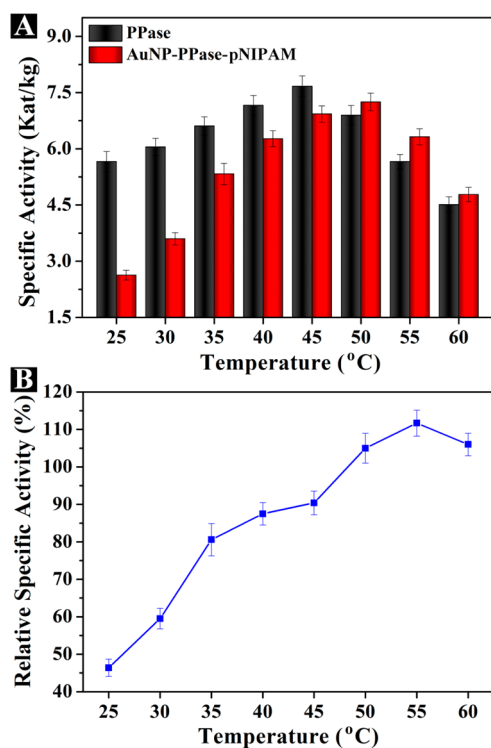 A
PPase
AuNP-PPase-pNIPAM
Specific Activity (Kat/kg)
9.0
7.5
6.0
4.5
3.0
1.5
25 30 35 40 45 50 55 60
Temperature (°C)
B
Relative Specific Activity (%)
120
110
100
90
80
70
60
50
40
25 30 35 40 45 50 55 60
Temperature (°C)